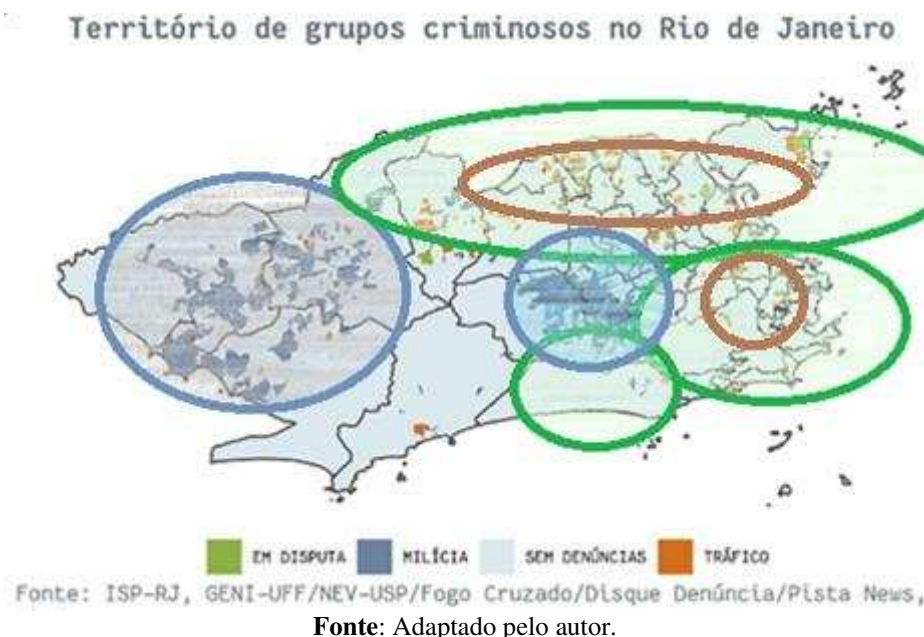 Território de grupos criminosos no Rio de Janeiro
EM DISPUTA MILÍCIA SEM DENÚNCIAS TRÁFICO
Fonte: ISP-RJ, GENI-UFF/NEV-USP/Fogo Cruzado/Disque Denúncia/Pista News,
Fonte: Adaptado pelo autor.